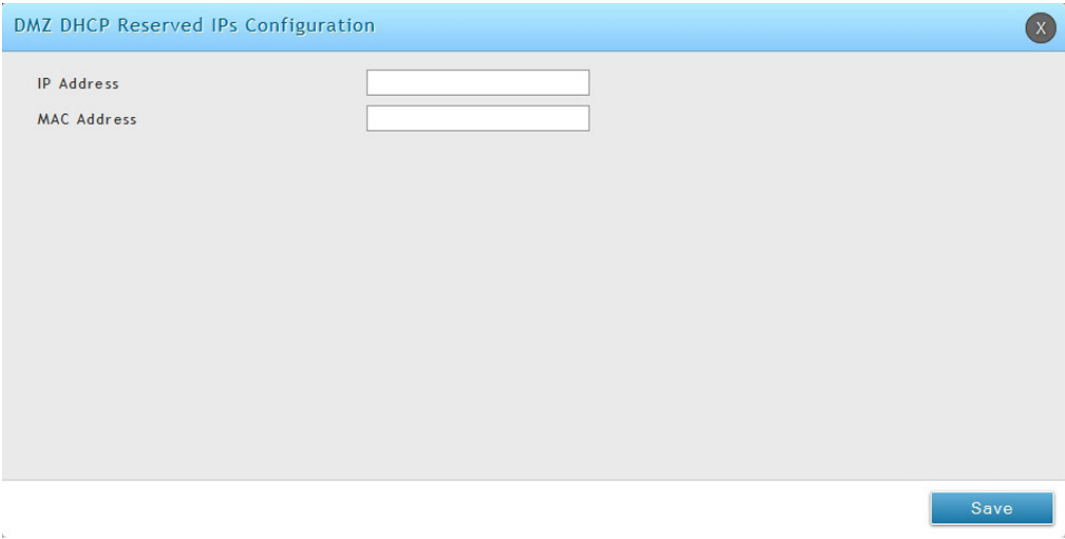 DMZ DHCP Reserved IPs Configuration
X
IP Address
MAC Address
Save